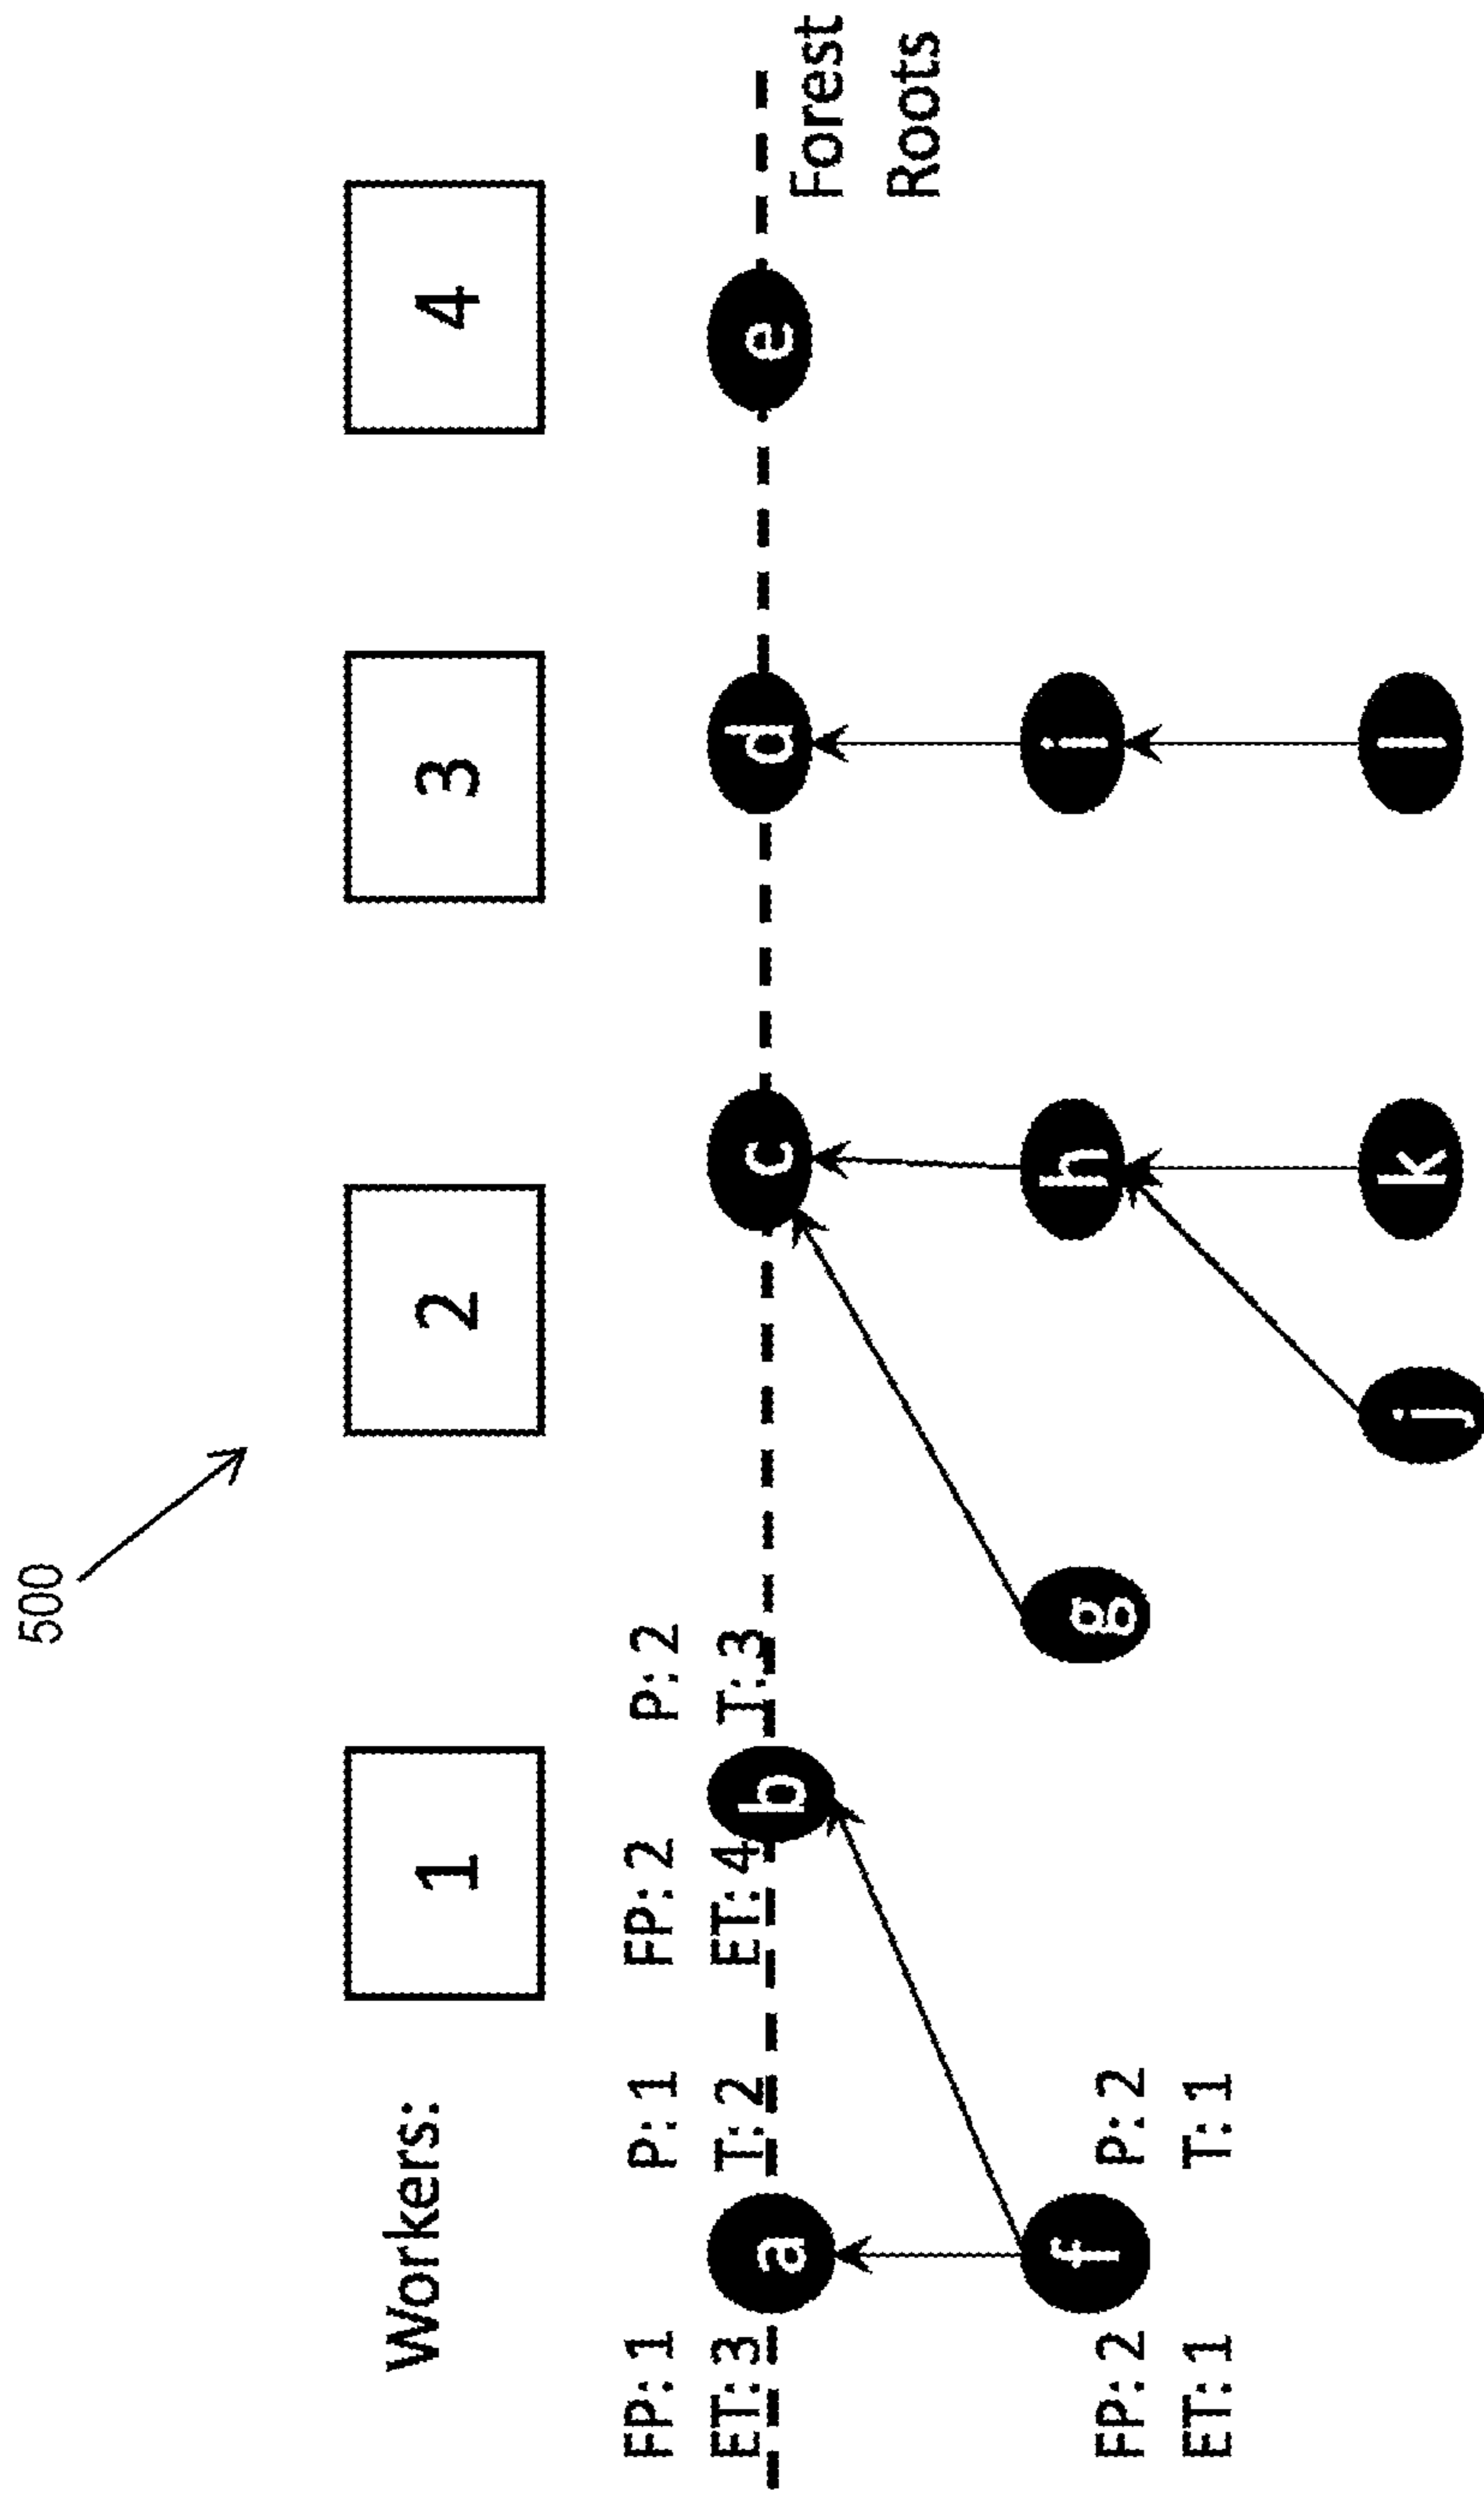 500
Workers: 1 2 3 4
FP: 1 P: 1 FP: 2 P: 2
ET: 3 T: 2 ET: 4 T: 3
a b c d e
Forest
Roots
FP: 2 P: 2
f g h i
ET: 1 T: 1
j k l